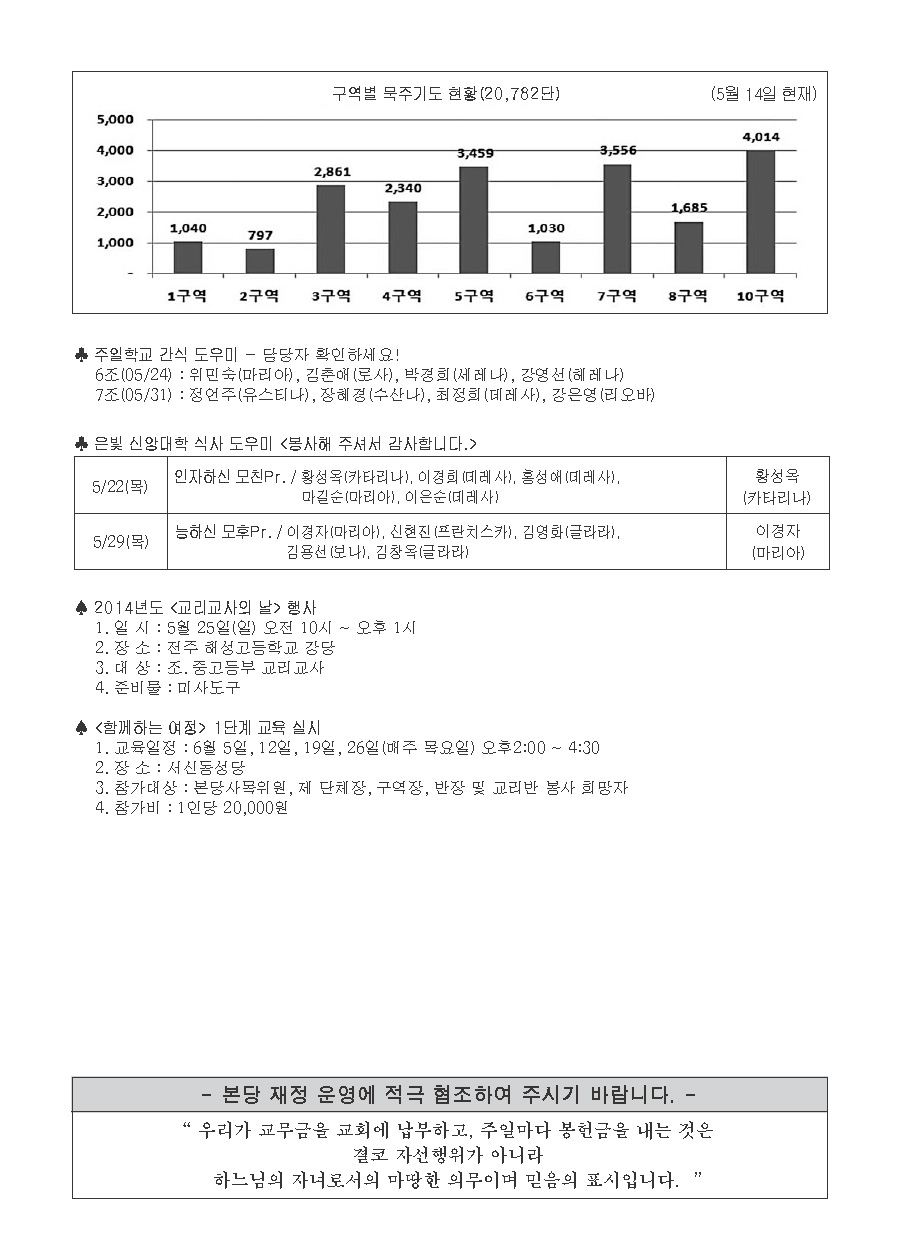 구역별 묵주기도 현황(20,782단) (5월 14일 현재)
5,000
4,000
3,000
2,000
1,000
-
1,040 797 2,861 2,340 3,459 1,030 3,556 1,685 4,014
1구역 2구역 3구역 4구역 5구역 6구역 7구역 8구역 10구역
♣ 주일학교 간식 도우미 - 담당자 확인하세요!
6조(05/24) : 위민숙(마리아), 김춘애(로사), 박경희(세레나), 강영선(헤레나)
7조(05/31) : 정언주(유스티나), 장혜경(수산나), 최정희(데레사), 강은영(리오바)
♣ 은빛 신앙대학 식사 도우미 <봉사해 주셔서 감사합니다.>
5/22(목) 인자하신 모친Pr. / 황성옥(카타리나), 이경희(데레사), 홍성애(데레사), 황성옥
마길순(마리아), 이은순(데레사) (카타리나)
5/29(목) 능하신 모후Pr. / 이경자(마리아), 신현진(프란치스카), 김영화(글라라), 이경자
김용선(보나), 김창옥(글라라) (마리아)
♠ 2014년도 <교리교사의 날> 행사
1. 일 시 : 5월 25일(일) 오전 10시 ~ 오후 1시
2. 장 소 : 전주 해성고등학교 강당
3. 대 상 : 초. 중고등부 교리교사
4. 준비물 : 미사도구
♠ <함께하는 여정> 1단계 교육 실시
1. 교육일정 : 6월 5일, 12일, 19일, 26일(매주 목요일) 오후2:00 ~ 4:30
2. 장 소 : 서신동성당
3. 참가대상 : 본당사목위원, 제 단체장, 구역장, 반장 및 교리반 봉사 희망자
4. 참가비 : 1인당 20,000원
- 본당 재정 운영에 적극 협조하여 주시기 바랍니다. -
“ 우리가 교무금을 교회에 납부하고, 주일마다 봉헌금을 내는 것은
결코 자선행위가 아니라
하느님의 자녀로서의 마땅한 의무이며 믿음의 표시입니다. ”